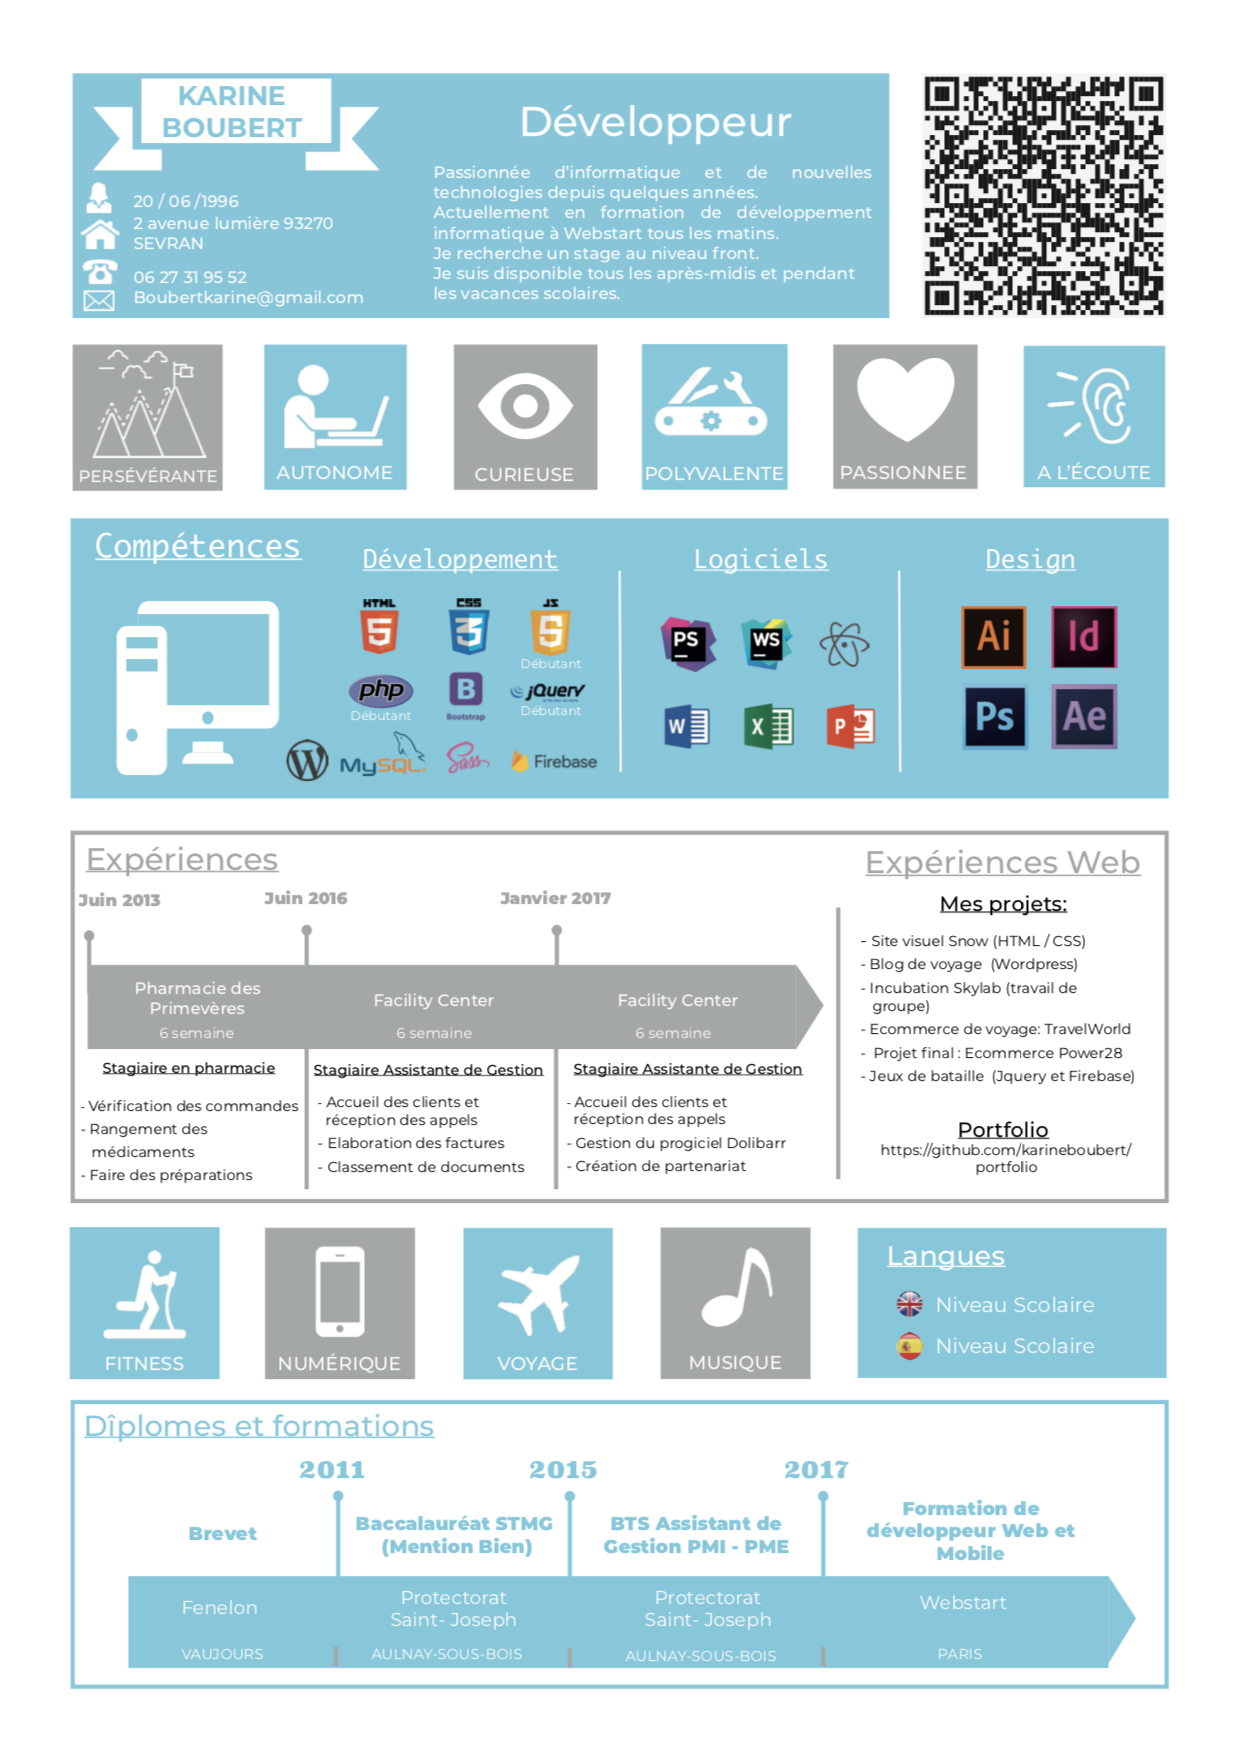 KARINE
BOUBERT
20 / 06 /1996
2 avenue lumière 93270
SEVRAN
06 27 31 95 52
Boubertkarine@gmail.com
Développeur
Passionnée d'informatique et de nouvelles
technologies depuis quelques années.
Actuellement en formation de développement
informatique à Webstart tous les matins.
Je recherche un stage au niveau front.
Je suis disponible tous les après-midis et pendant
les vacances scolaires.
PERSÉVÉRANTE
AUTONOME
CURIEUSE
POLYVALENTE
PASSIONNEE
A L'ÉCOUTE
Compétences
Développement
HTML
5
CSS
3
JS
5
Débutant
php
Débutant
B
Bootstrap
jQuery
Débutant
W
MySQL
Sass
Firebase
Logiciels
PS
WS
W
X
P
Design
Ai
Id
Ps
Ae
Expériences
Juin 2013
Juin 2016
Janvier 2017
Pharmacie des
Primevères
6 semaine
Facility Center
6 semaine
Facility Center
6 semaine
Stagiaire en pharmacie
- Vérification des commandes
- Rangement des
médicaments
- Faire des préparations
Stagiaire Assistante de Gestion
- Accueil des clients et
réception des appels
- Elaboration des factures
- Classement de documents
Stagiaire Assistante de Gestion
- Accueil des clients et
réception des appels
- Gestion du progiciel Dolibarr
- Création de partenariat
Expériences Web
Mes projets:
- Site visuel Snow (HTML / CSS)
- Blog de voyage (Wordpress)
- Incubation Skylab (travail de
groupe)
- Ecommerce de voyage: TravelWorld
- Projet final : Ecommerce Power28
- Jeux de bataille (Jquery et Firebase)
Portfolio
https://github.com/karineboubert/
portfolio
FITNESS
NUMÉRIQUE
VOYAGE
MUSIQUE
Langues
Niveau Scolaire
Niveau Scolaire
Dîplomes et formations
2011
2015
2017
Brevet
Baccalauréat STMG
(Mention Bien)
BTS Assistant de
Gestion PMI - PME
Formation de
développeur Web et
Mobile
Fenelon
VAUJOURS
Protectorat
Saint- Joseph
AULNAY-SOUS-BOIS
Protectorat
Saint- Joseph
AULNAY-SOUS-BOIS
Webstart
PARIS